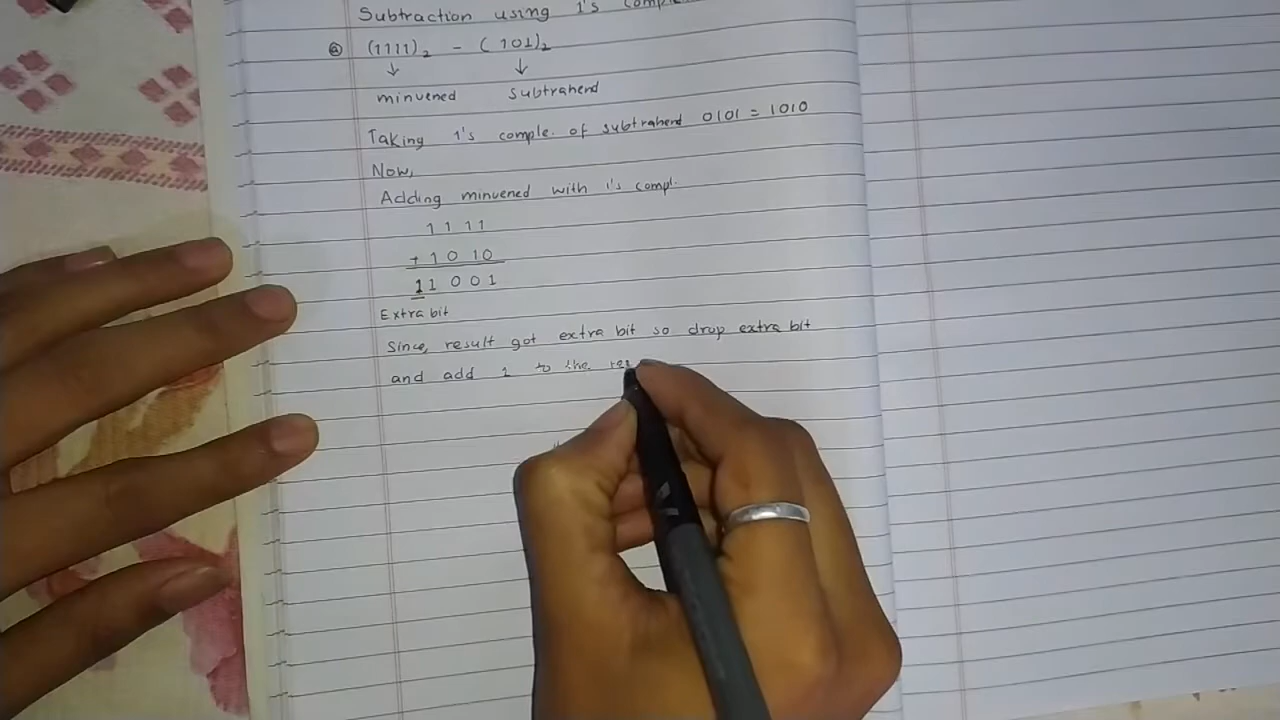 Subtraction using 1's
ⓐ (1111)₂ - (101)₂
↓ ↓
minuened subtrahend
Taking 1's comple. of subtrahend 0101 = 1010
Now,
Adding minuened with 1's compl.
1 1 1 1
+ 1 0 1 0
1 1 0 0 1
Extra bit
Since, result got extra bit so drop extra bit
and add 1 to the